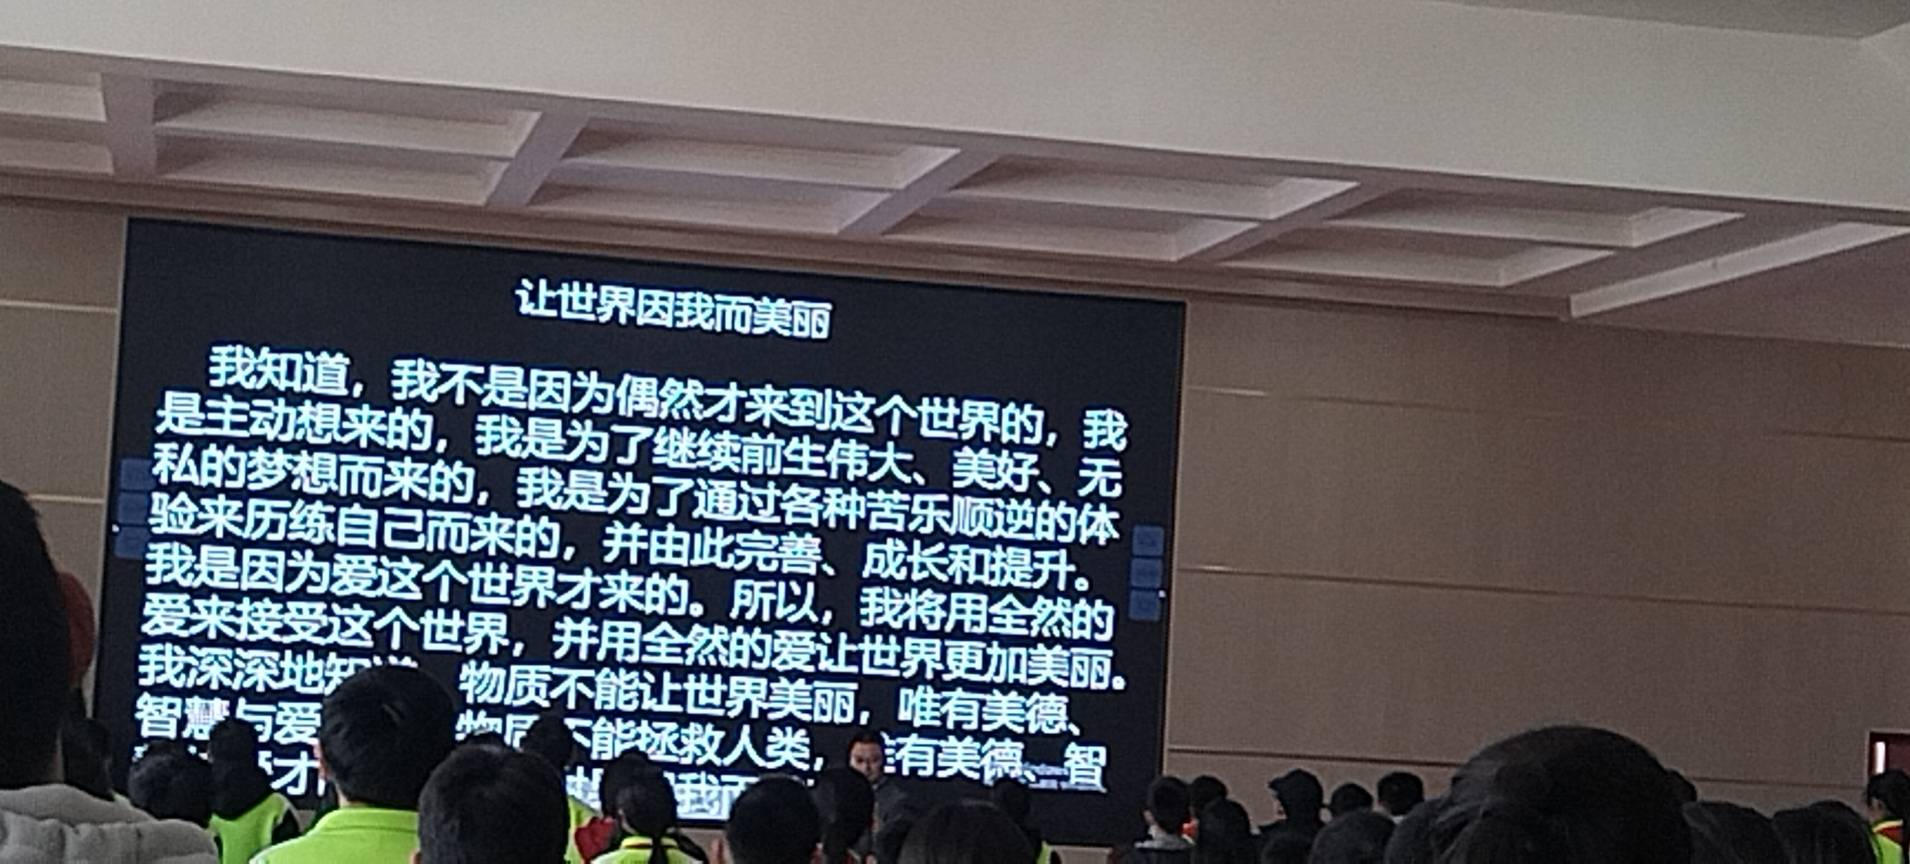 让世界因我而美丽
我知道，我不是因为偶然才来到这个世界的，我
是主动想来的，我是为了继续前生伟大、美好、无
私的梦想而来的，我是为了通过各种苦乐顺逆的体
验来历练自己而来的，并由此完善、成长和提升。
我是因为爱这个世界才来的。所以，我将用全然的
爱来接受这个世界，并用全然的爱让世界更加美丽。
我深深地知 物质不能让世界美丽，唯有美德、
智慧与爱 物质不能拯救人类， 有美德、智
才 我而